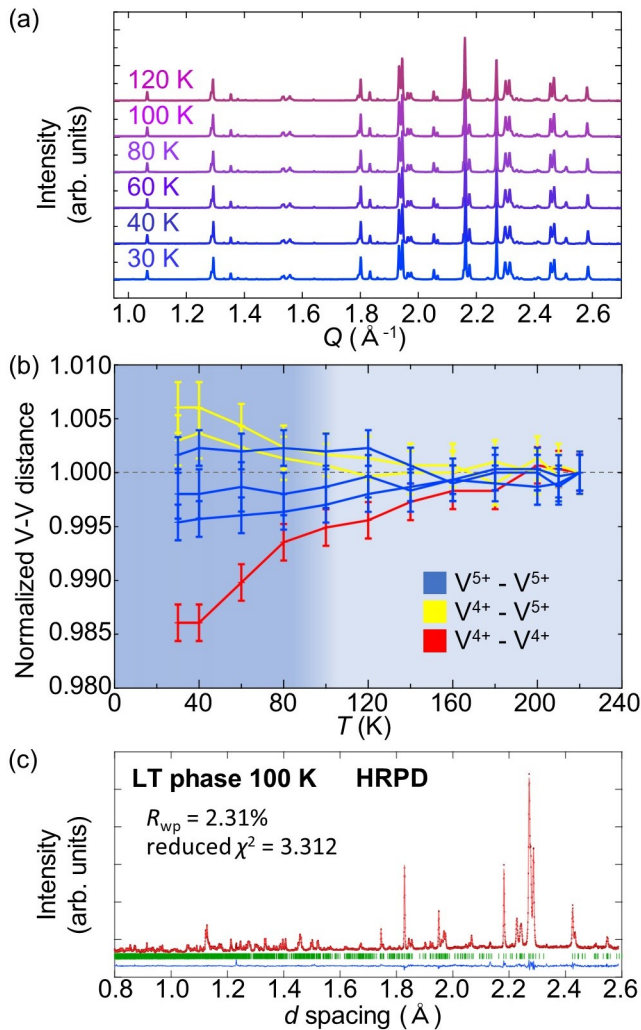 (a)
Intensity
(arb. units)
120 K
100 K
80 K
60 K
40 K
30 K
1.0 1.2 1.4 1.6 1.8 2.0 2.2 2.4 2.6
Q (Å⁻¹)
(b)
Normalized V-V distance
1.010
1.005
1.000
0.995
0.990
0.985
0.980
V⁵⁺ - V⁵⁺
V⁴⁺ - V⁵⁺
V⁴⁺ - V⁴⁺
0 40 80 120 160 200 240
T (K)
(c)
Intensity
(arb. units)
LT phase 100 K HRPD
Rwp = 2.31%
reduced χ² = 3.312
0.8 1.0 1.2 1.4 1.6 1.8 2.0 2.2 2.4 2.6
d spacing (Å)